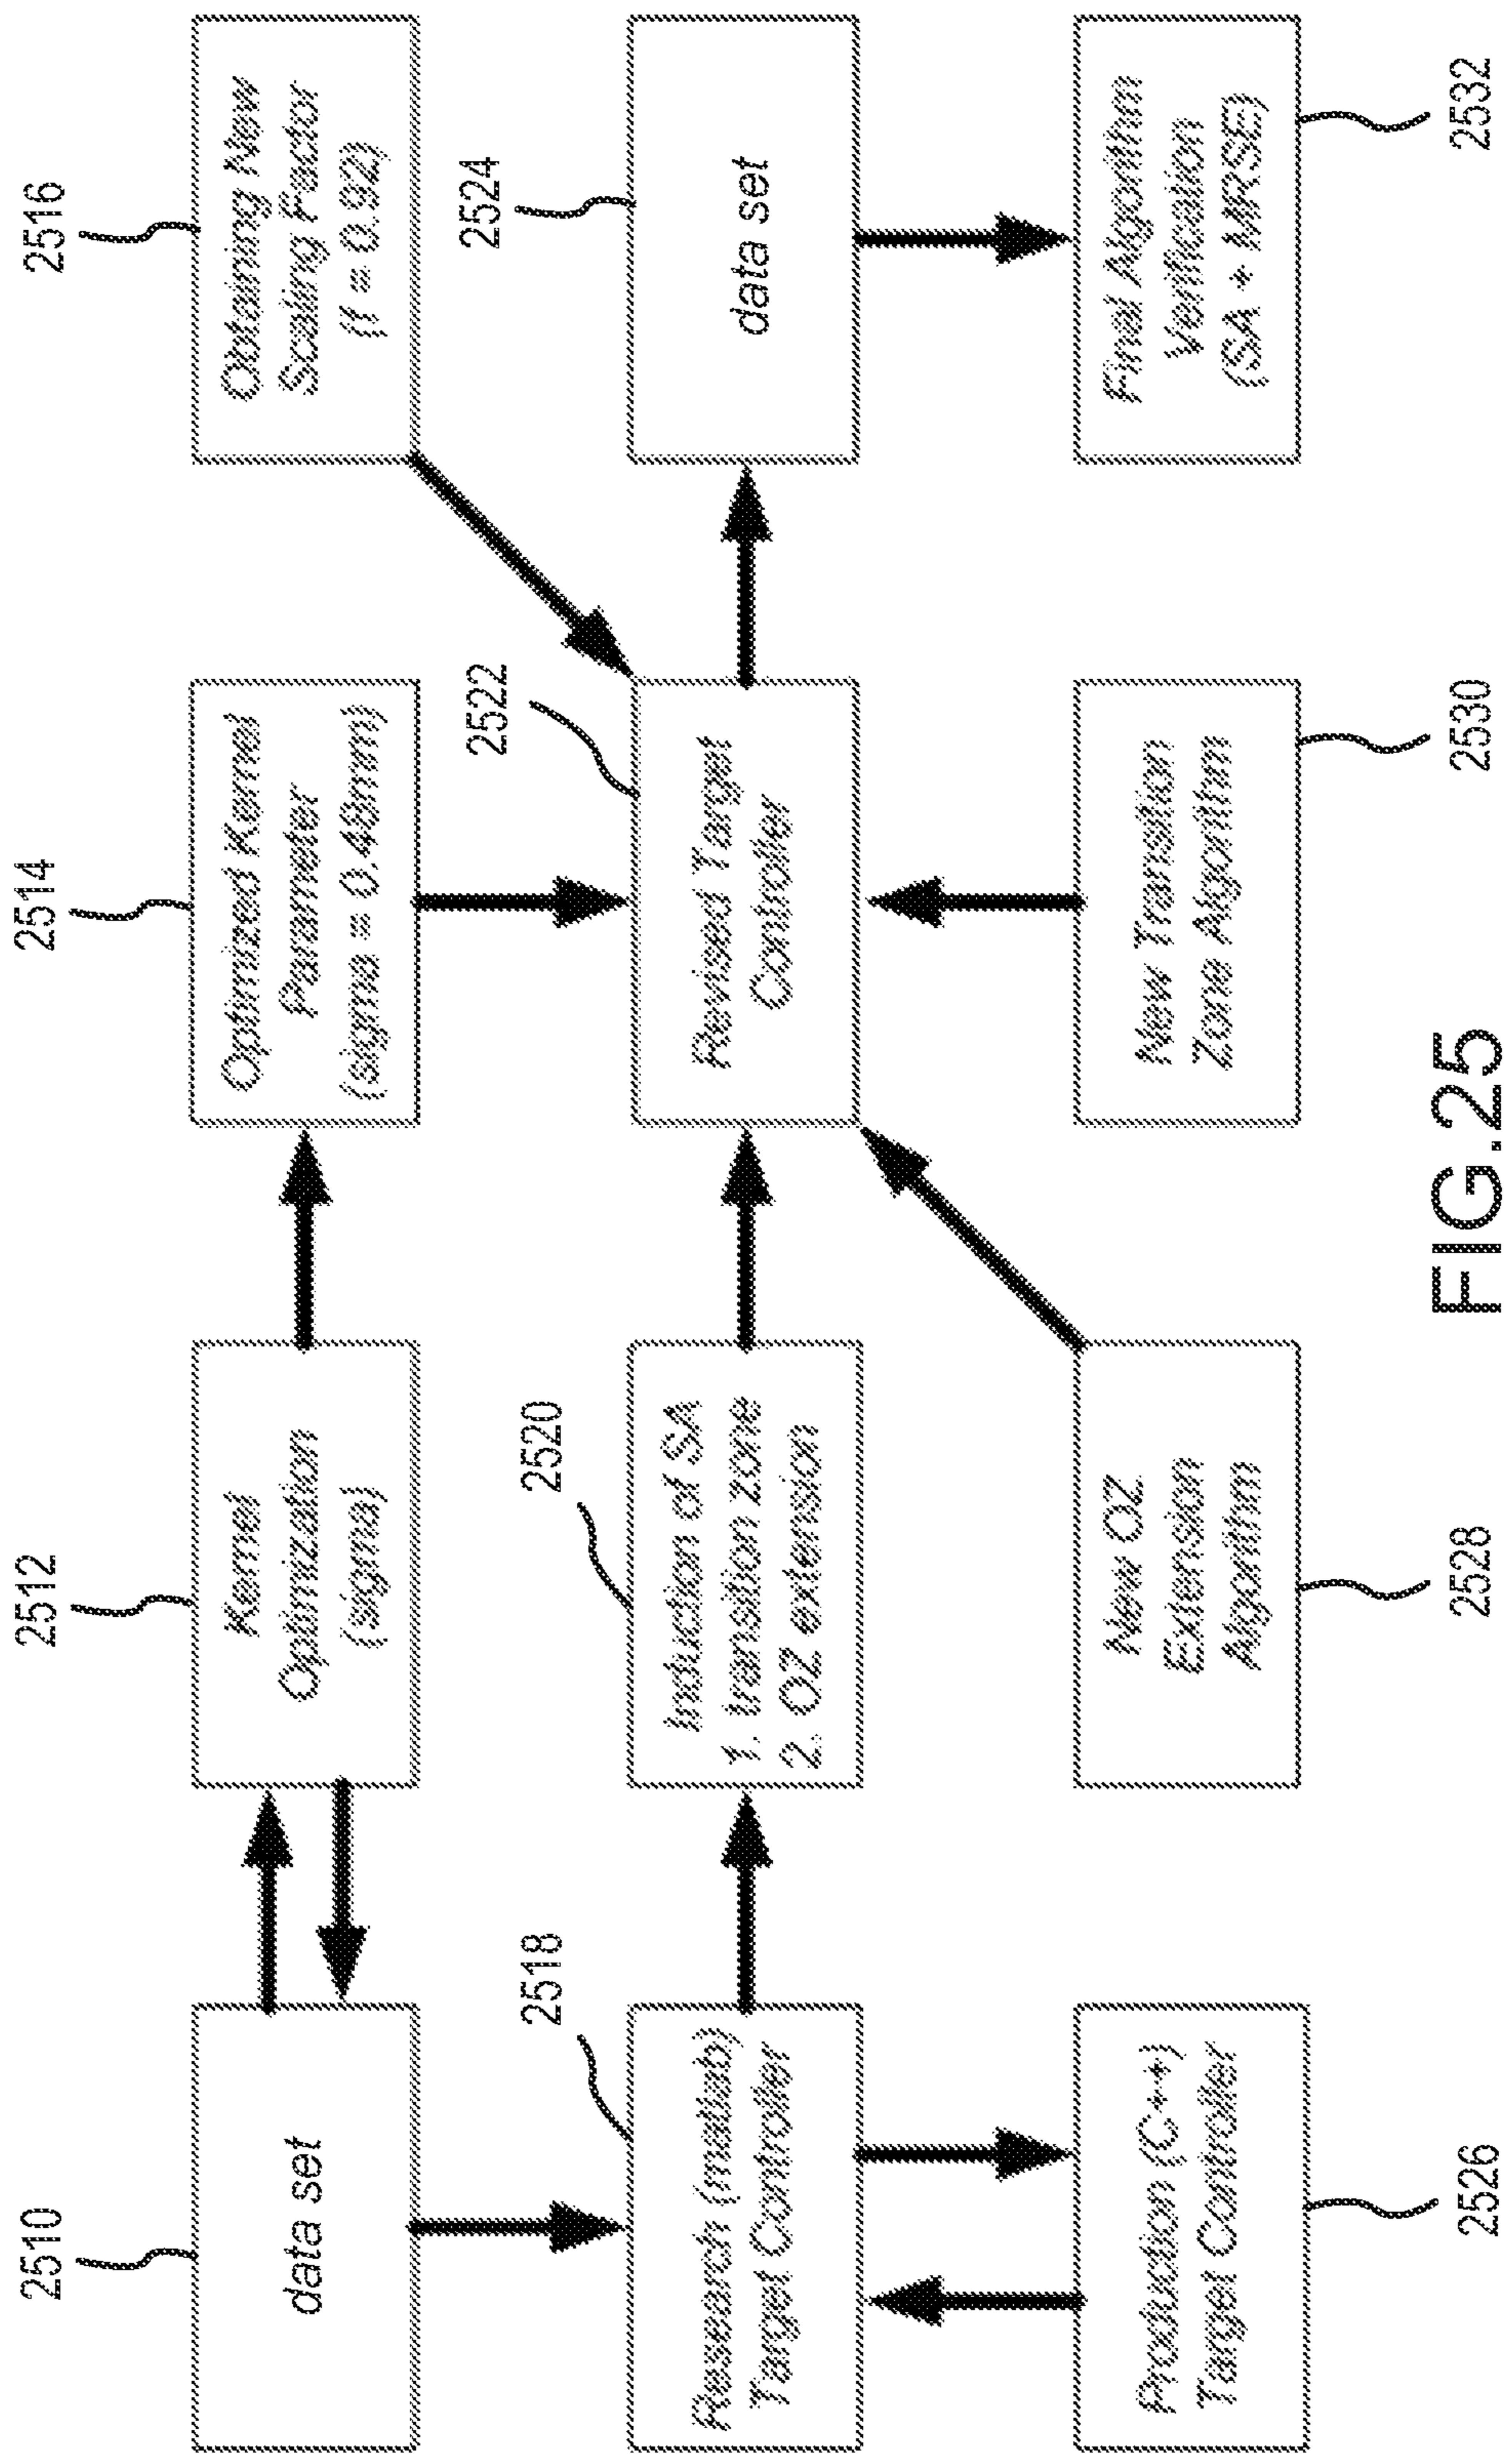 2510
data set
2512
Kernel
Optimization
(sigma)
2514
Optimized Kernel
Parameter
(sigma = 0.48mm)
2516
Obtaining New
Scaling Factor
(f = 0.92)
2518
Research (matlab)
Target Controller
2520
Induction of SA
1. transition zone
2. OZ extension
2522
Revised Target
Controller
2524
data set
Production (C++)
Target Controller
2526
New OZ
Extension
Algorithm
2528
New Transition
Zone Algorithm
2530
Final Algorithm
Verification
(SA + MRSE)
2532
FIG.25